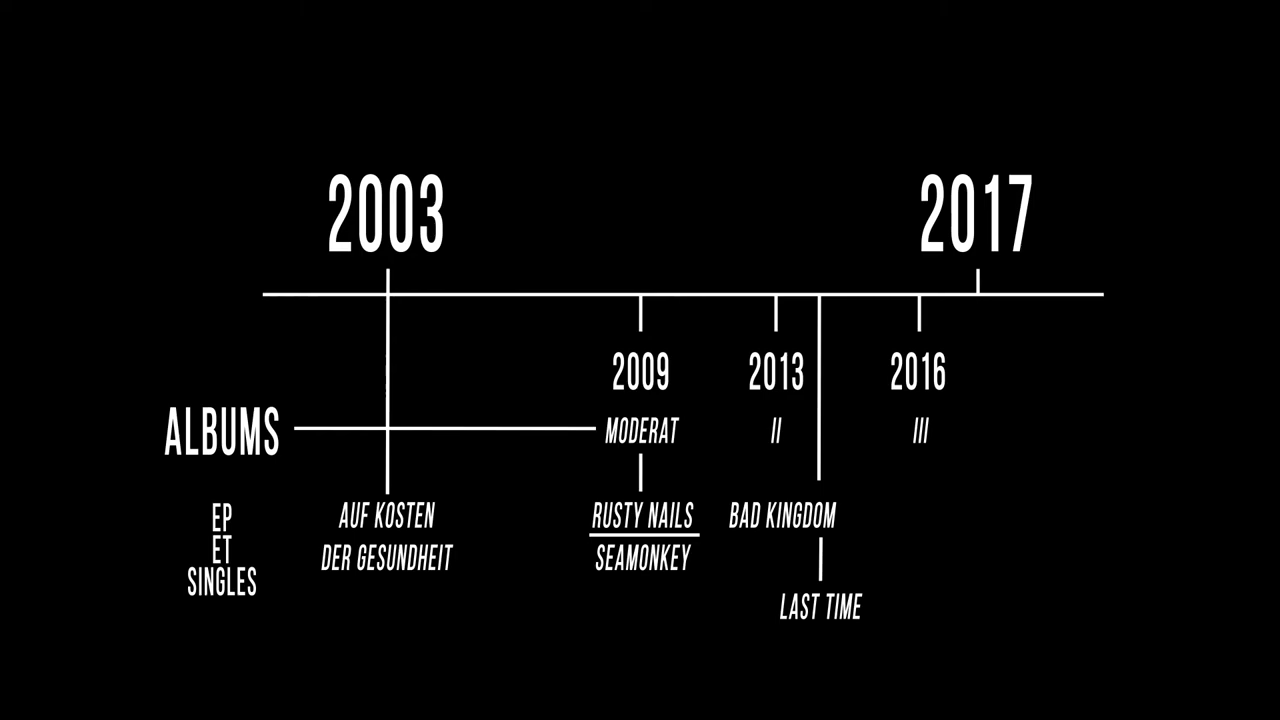 2003
2017
2009
2013
2016
ALBUMS
MODERAT
II
III
EP
ET
SINGLES
AUF KOSTEN
DER GESUNDHEIT
RUSTY NAILS
SEAMONKEY
BAD KINGDOM
LAST TIME